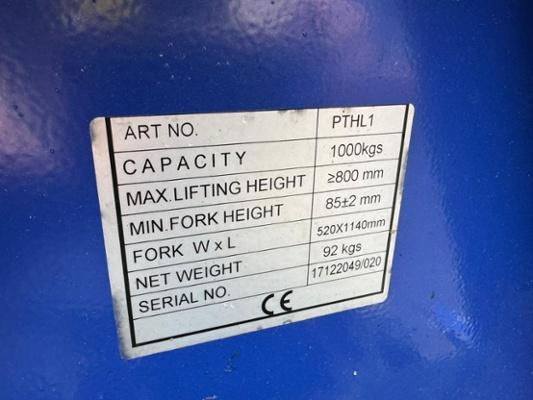 ART NO. PTHL1
CAPACITY 1000kgs
MAX.LIFTING HEIGHT ≥800 mm
MIN.FORK HEIGHT 85±2 mm
FORK W x L 520X1140mm
NET WEIGHT 92 kgs
SERIAL NO. 17122049/020
CE